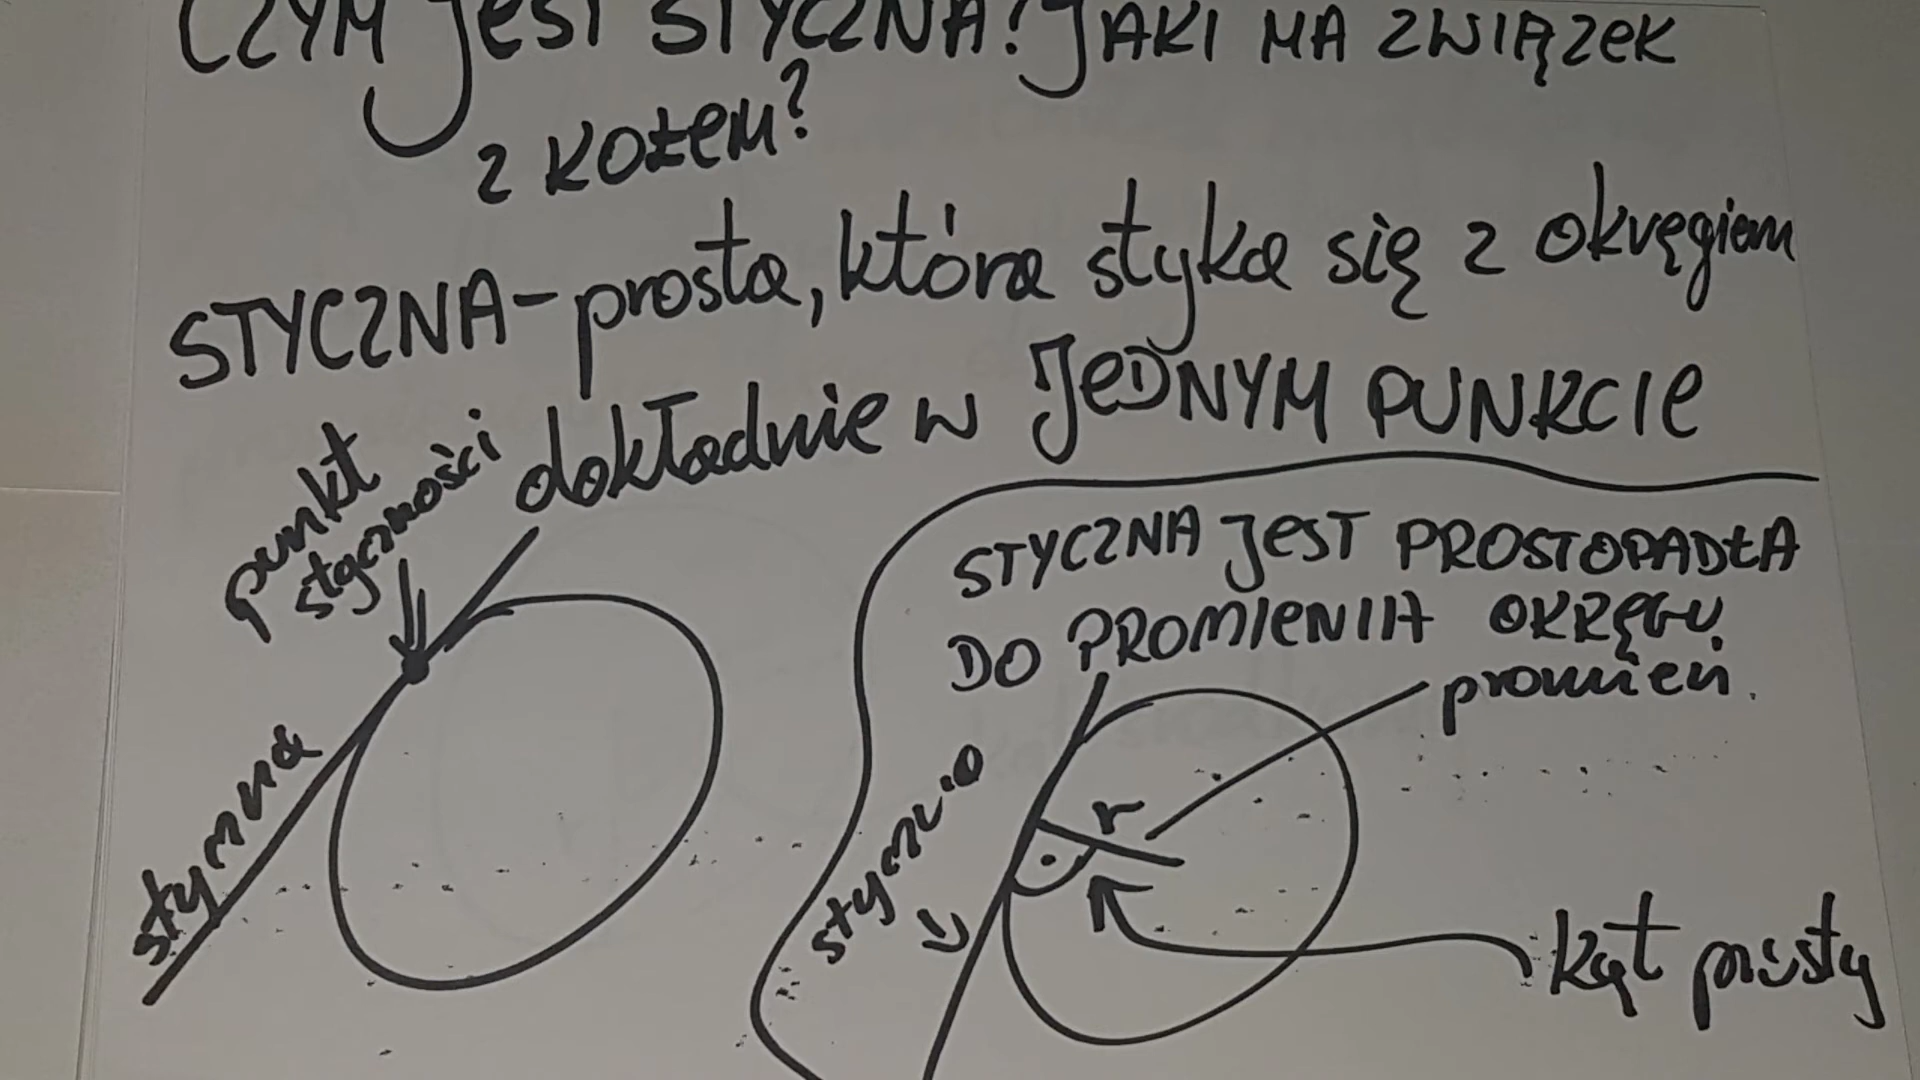 CZYM JEST STYCZNA? JAKI MA ZWIĄZEK
Z KOŁEM?
STYCZNA - prosta, która styka się z okręgiem
dokładnie w JEDNYM PUNKCIE
punkt
styczności
styczna
STYCZNA JEST PROSTOPADŁA
DO PROMIENIA OKRĘGU.
promień.
styczna
r
kąt prosty